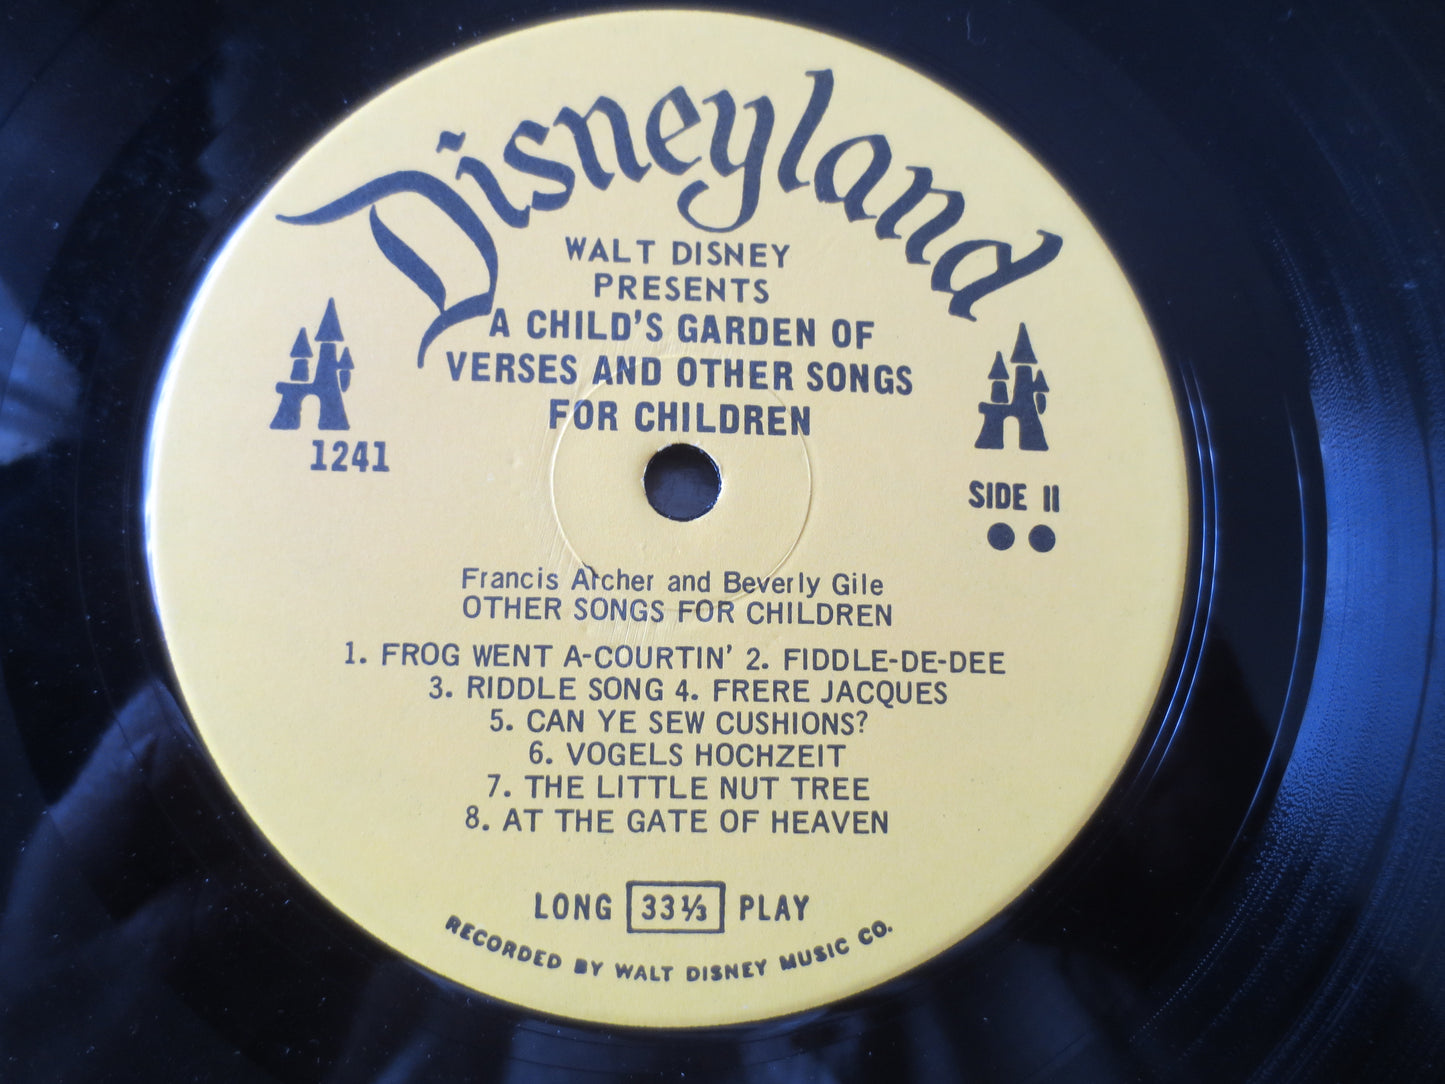 Disneyland
WALT DISNEY
PRESENTS
A CHILD'S GARDEN OF
VERSES AND OTHER SONGS
FOR CHILDREN
1241
SIDE II
Francis Archer and Beverly Gile
OTHER SONGS FOR CHILDREN
1. FROG WENT A-COURTIN' 2. FIDDLE-DE-DEE
3. RIDDLE SONG 4. FRERE JACQUES
5. CAN YE SEW CUSHIONS?
6. VOGELS HOCHZEIT
7. THE LITTLE NUT TREE
8. AT THE GATE OF HEAVEN
LONG 33⅓ PLAY
RECORDED BY WALT DISNEY MUSIC CO.